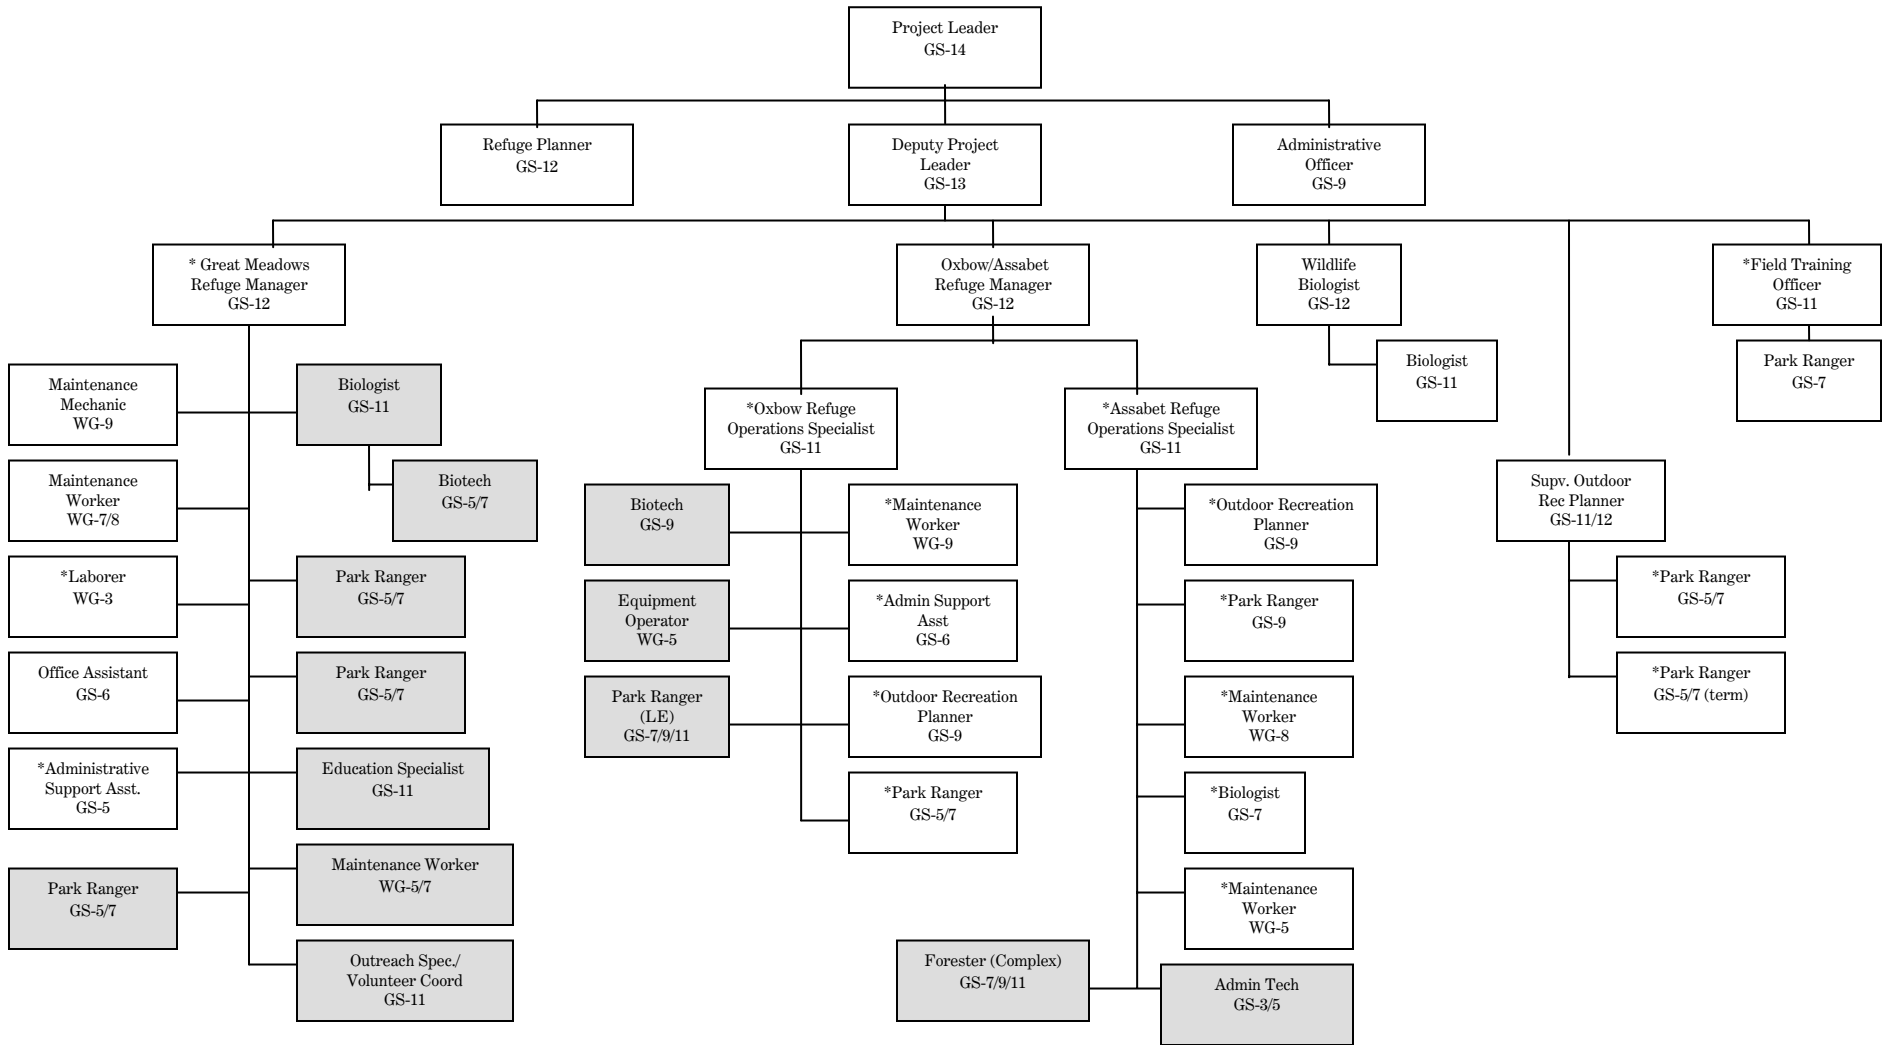 Project Leader
GS-14
Refuge Planner
GS-12
Deputy Project
Leader
GS-13
Administrative
Officer
GS-9
* Great Meadows
Refuge Manager
GS-12
Oxbow/Assabet
Refuge Manager
GS-12
Wildlife
Biologist
GS-12
*Field Training
Officer
GS-11
Maintenance
Mechanic
WG-9
Biologist
GS-11
Maintenance
Worker
WG-7/8
Biotech
GS-5/7
*Laborer
WG-3
Park Ranger
GS-5/7
Office Assistant
GS-6
Park Ranger
GS-5/7
*Administrative
Support Asst.
GS-5
Education Specialist
GS-11
Park Ranger
GS-5/7
Maintenance Worker
WG-5/7
Outreach Spec./
Volunteer Coord
GS-11
*Oxbow Refuge
Operations Specialist
GS-11
Biotech
GS-9
*Maintenance
Worker
WG-9
Equipment
Operator
WG-5
*Admin Support
Asst
GS-6
Park Ranger
(LE)
GS-7/9/11
*Outdoor Recreation
Planner
GS-9
*Park Ranger
GS-5/7
*Assabet Refuge
Operations Specialist
GS-11
*Outdoor Recreation
Planner
GS-9
*Park Ranger
GS-9
*Maintenance
Worker
WG-8
*Biologist
GS-7
*Maintenance
Worker
WG-5
Forester (Complex)
GS-7/9/11
Admin Tech
GS-3/5
Biologist
GS-11
Supv. Outdoor
Rec Planner
GS-11/12
*Park Ranger
GS-5/7
*Park Ranger
GS-5/7 (term)
Park Ranger
GS-7